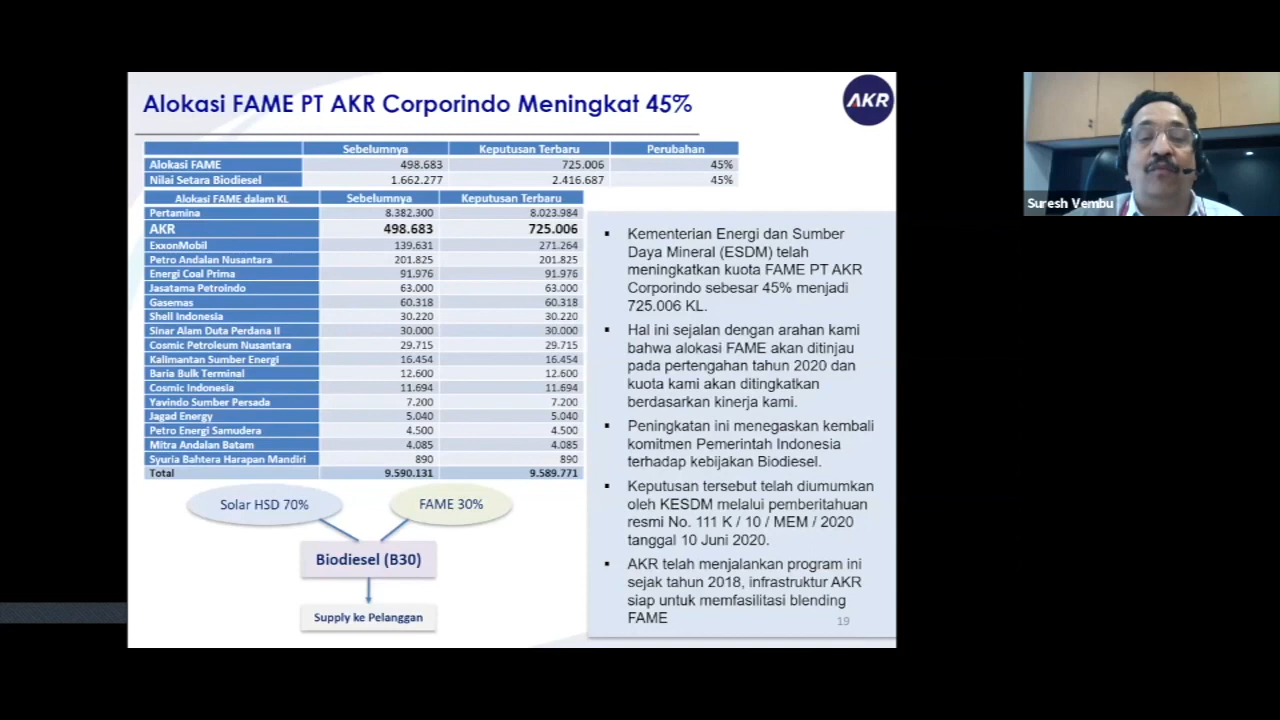 Alokasi FAME PT AKR Corporindo Meningkat 45%
AKR
Sebelumnya Keputusan Terbaru Perubahan
Alokasi FAME 498.683 725.006 45%
Nilai Setara Biodiesel 1.662.277 2.416.687 45%
Alokasi FAME dalam KL Sebelumnya Keputusan Terbaru
Pertamina 8.382.300 8.023.984
AKR 498.683 725.006
ExxonMobil 139.631 271.264
Petro Andalan Nusantara 201.825 201.825
Energi Coal Prima 91.976 91.976
Jasatama Petroindo 63.000 63.000
Gasemas 60.318 60.318
Shell Indonesia 30.220 30.220
Sinar Alam Duta Perdana II 30.000 30.000
Cosmic Petroleum Nusantara 29.715 29.715
Kalimantan Sumber Energi 16.454 16.454
Baria Bulk Terminal 12.600 12.600
Cosmic Indonesia 11.694 11.694
Yavindo Sumber Persada 7.200 7.200
Jagad Energy 5.040 5.040
Petro Energi Samudera 4.500 4.500
Mitra Andalan Batam 4.085 4.085
Syuria Bahtera Harapan Mandiri 890 890
Total 9.590.131 9.589.771
Solar HSD 70% FAME 30%
Biodiesel (B30)
Supply ke Pelanggan
▪ Kementerian Energi dan Sumber
Daya Mineral (ESDM) telah
meningkatkan kuota FAME PT AKR
Corporindo sebesar 45% menjadi
725.006 KL.
▪ Hal ini sejalan dengan arahan kami
bahwa alokasi FAME akan ditinjau
pada pertengahan tahun 2020 dan
kuota kami akan ditingkatkan
berdasarkan kinerja kami.
▪ Peningkatan ini menegaskan kembali
komitmen Pemerintah Indonesia
terhadap kebijakan Biodiesel.
▪ Keputusan tersebut telah diumumkan
oleh KESDM melalui pemberitahuan
resmi No. 111 K / 10 / MEM / 2020
tanggal 10 Juni 2020.
▪ AKR telah menjalankan program ini
sejak tahun 2018, infrastruktur AKR
siap untuk memfasilitasi blending
FAME
19
Suresh Vembu